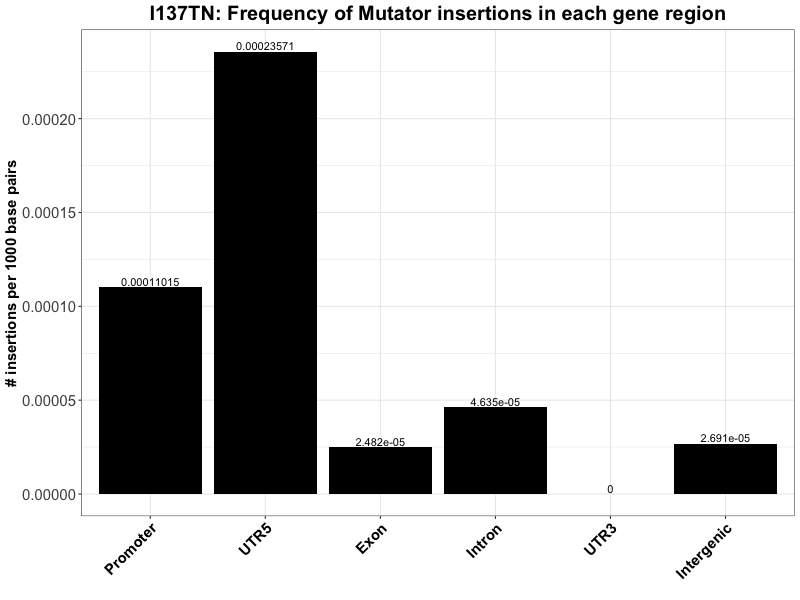 I137TN: Frequency of Mutator insertions in each gene region
# insertions per 1000 base pairs
0.00020
0.00015
0.00010
0.00005
0.00000
0.00011015
0.00023571
2.482e-05
4.635e-05
0
2.691e-05
Promoter
UTR5
Exon
Intron
UTR3
Intergenic